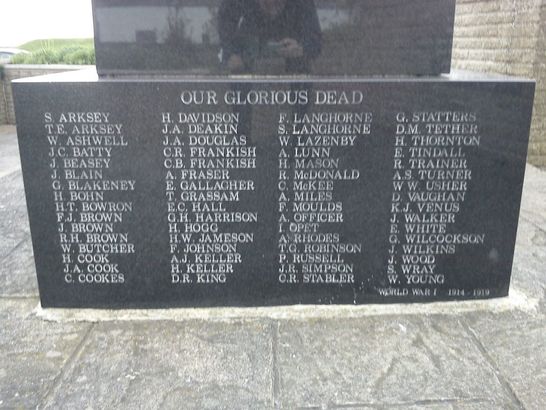 OUR GLORIOUS DEAD
S. ARKSEY
T.E. ARKSEY
W. ASHWELL
J.C. BATTY
J. BEASEY
J. BLAIN
G. BLAKENEY
H. BOHN
H.T. BOWRON
F.J. BROWN
J. BROWN
R.H. BROWN
W. BUTCHER
H. COOK
J.A. COOK
C. COOKES
H. DAVIDSON
J.A. DEAKIN
J.A. DOUGLAS
C.R. FRANKISH
C.B. FRANKISH
A. FRASER
E. GALLAGHER
T. GRASSAM
E.C. HALL
G.H. HARRISON
H. HOGG
H.W. JAMESON
F. JOHNSON
A.J. KELLER
H. KELLER
D.R. KING
F. LANGHORNE
S. LANGHORNE
W. LAZENBY
A. LUNN
H. MASON
R. McDONALD
C. McKEE
A. MILES
F. MOULDS
A. OFFICER
I. OPET
A. RHODES
T.G. ROBINSON
P. RUSSELL
J.R. SIMPSON
C.R. STABLER
G. STATTERS
D.M. TETHER
H. THORNTON
E. TINDALL
R. TRAILER
A.S. TURNER
W.W. USHER
D. VAUGHAN
K.J. VENUS
J. WALKER
E. WHITE
G. WILCOCKSON
J. WILKINS
J. WOOD
S. WRAY
W. YOUNG
WORLD WAR I 1914 - 1919